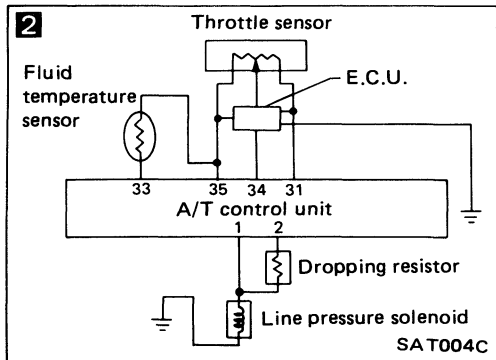 2
Throttle sensor
Fluid
temperature
sensor
E.C.U.
33 35 34 31
A/T control unit
1 2
Dropping resistor
Line pressure solenoid
SAT004C